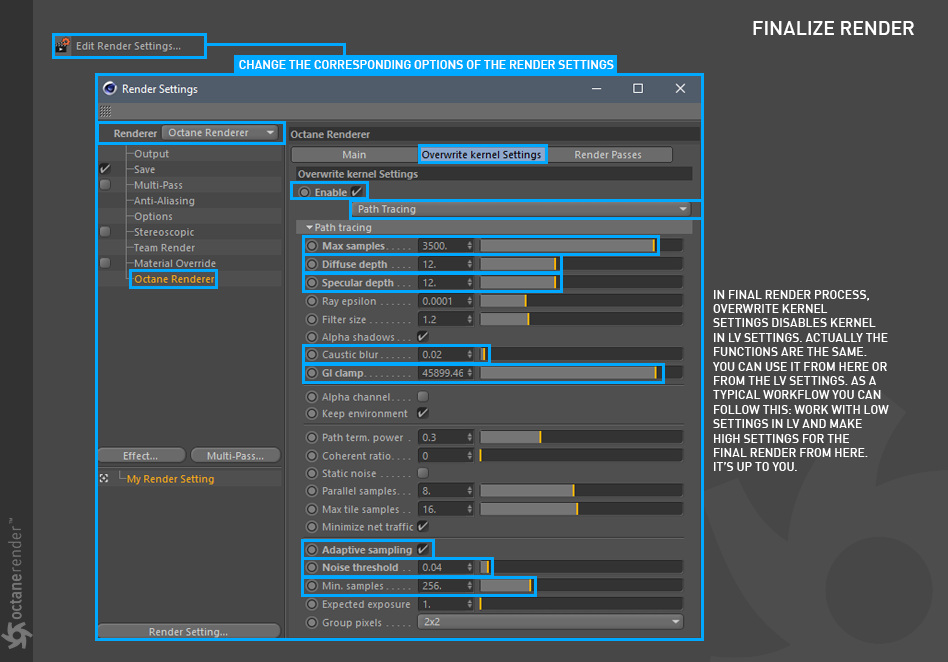 FINALIZE RENDER
Edit Render Settings...
CHANGE THE CORRESPONDING OPTIONS OF THE RENDER SETTINGS
Render Settings
Renderer Octane Renderer
Output
Save
Multi-Pass
Anti-Aliasing
Options
Stereoscopic
Team Render
Material Override
Octane Renderer
Effect... Multi-Pass...
My Render Setting
Render Setting...
Octane Renderer
Main Overwrite kernel Settings Render Passes
Overwrite kernel Settings
Enable
Path Tracing
Path tracing
Max samples. . . . . 3500.
Diffuse depth . . . . 12.
Specular depth . . . 12.
Ray epsilon . . . . . . 0.0001
Filter size . . . . . . . 1.2
Alpha shadows . . .
Caustic blur. . . . . . 0.02
GI clamp. . . . . . . . . 45899.46
Alpha channel. . . .
Keep environment
Path term. power . 0.3
Coherent ratio. . . . 0
Static noise . . . . . .
Parallel samples. . . 8.
Max tile samples . . 16.
Minimize net traffic
Adaptive sampling
Noise threshold . . 0.04
Min. samples . . . . . 256.
Expected exposure 1.
Group pixels . . . . . 2x2
IN FINAL RENDER PROCESS,
OVERWRITE KERNEL
SETTINGS DISABLES KERNEL
IN LV SETTINGS. ACTUALLY THE
FUNCTIONS ARE THE SAME.
YOU CAN USE IT FROM HERE OR
FROM THE LV SETTINGS. AS A
TYPICAL WORKFLOW YOU CAN
FOLLOW THIS: WORK WITH LOW
SETTINGS IN LV AND MAKE
HIGH SETTINGS FOR THE
FINAL RENDER FROM HERE.
IT'S UP TO YOU.
octanerender™